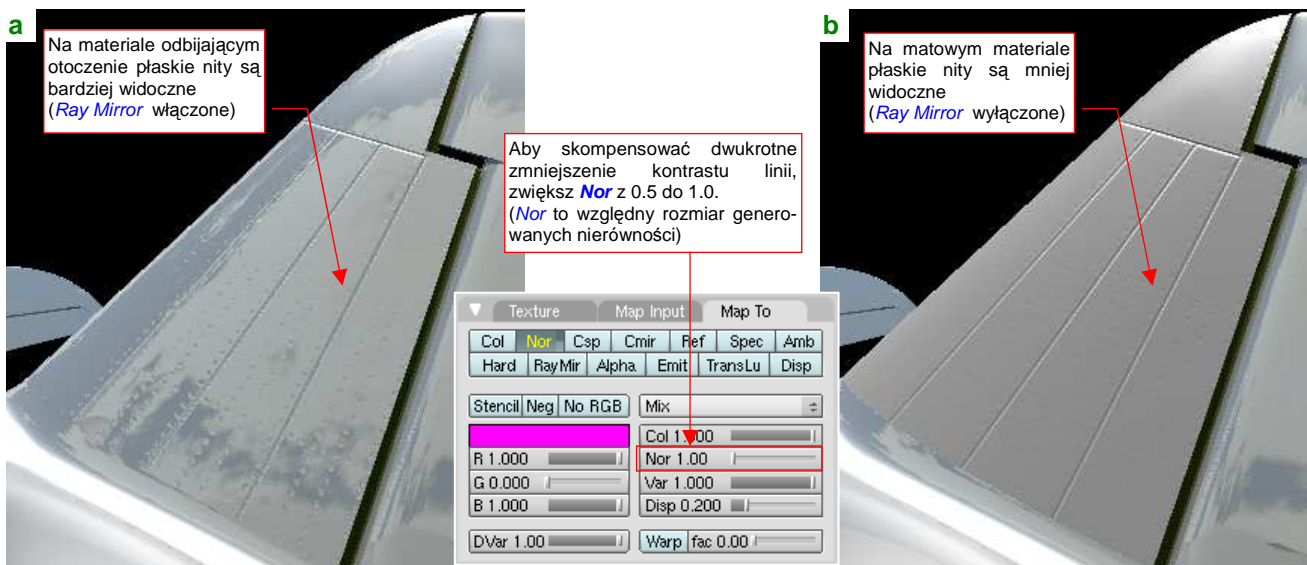 a
Na materiale odbijającym
otoczenie płaskie nity są
bardziej widoczne
(Ray Mirror włączone)
b
Na matowym materiale
płaskie nity są mniej
widoczne
(Ray Mirror wyłączone)
Aby skompensować dwukrotne
zmniejszenie kontrastu linii,
zwiększ Nor z 0.5 do 1.0.
(Nor to względny rozmiar genero-
wanych nierówności)
Texture Map Input Map To
Col Nor Csp Cmir Ref Spec Amb
Hard RayMir Alpha Emit TransLu Disp
Stencil Neg No RGB Mix
Col 1.000
R 1.000 Nor 1.00
G 0.000 Var 1.000
B 1.000 Disp 0.200
DVar 1.00 Warp fac 0.00